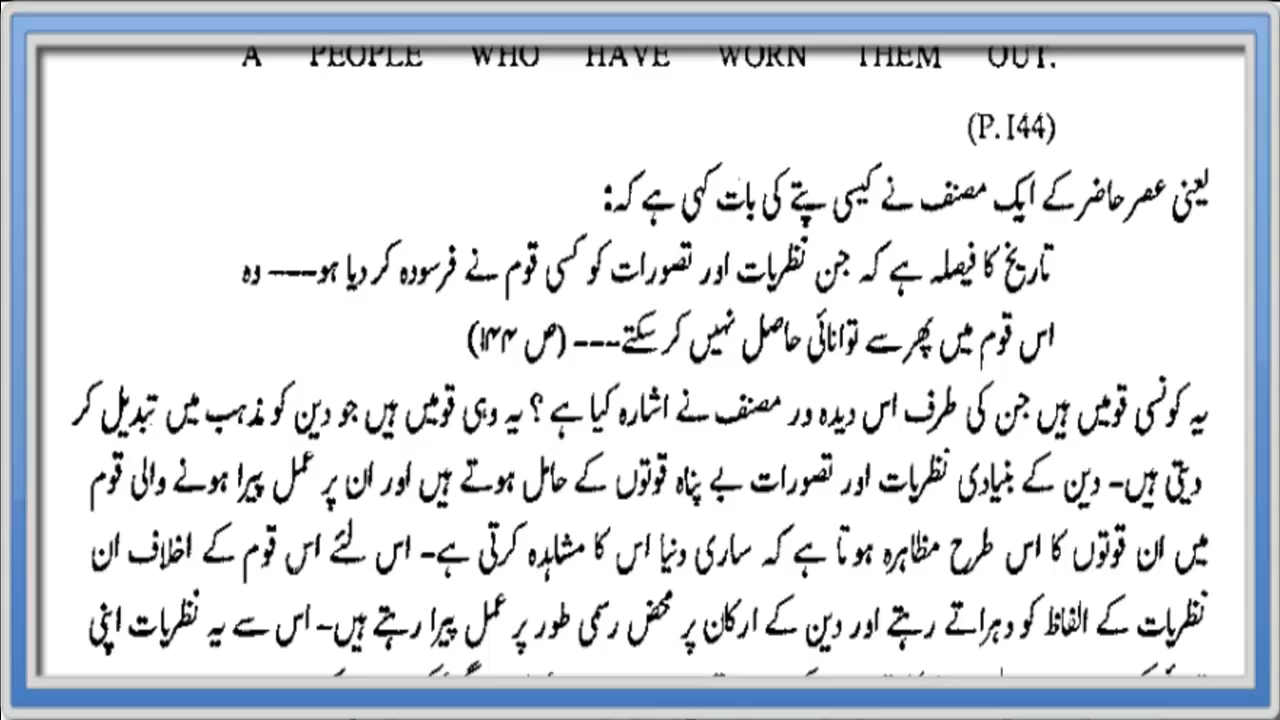 A PEOPLE WHO HAVE WORN THEM OUT.
(P. I44)
یعنی عصر حاضر کے ایک مصنف نے کیسی پتے کی بات کہی ہے کہ:
تاریخ کا فیصلہ ہے کہ جن نظریات اور تصورات کو کسی قوم نے فرسودہ کر دیا ہو---- وہ
اس قوم میں پھر سے توانائی حاصل نہیں کر سکتے--- (ص ۱۴۴)
یہ کونسی قومیں ہیں جن کی طرف اس دیدہ ور مصنف نے اشارہ کیا ہے؟ یہ وہی قومیں ہیں جو دین کو مذہب میں تبدیل کر
دیتی ہیں- دین کے بنیادی نظریات اور تصورات بے پناہ قوتوں کے حامل ہوتے ہیں اور ان پر عمل پیرا ہونے والی قوم
میں ان قوتوں کا اس طرح مظاہرہ ہوتا ہے کہ ساری دنیا اس کا مشاہدہ کرتی ہے- اس لئے اس قوم کے اخلاف ان
نظریات کے الفاظ کو دہراتے رہتے اور دین کے ارکان پر محض رسمی طور پر عمل پیرا رہتے ہیں- اس سے یہ نظریات اپنی